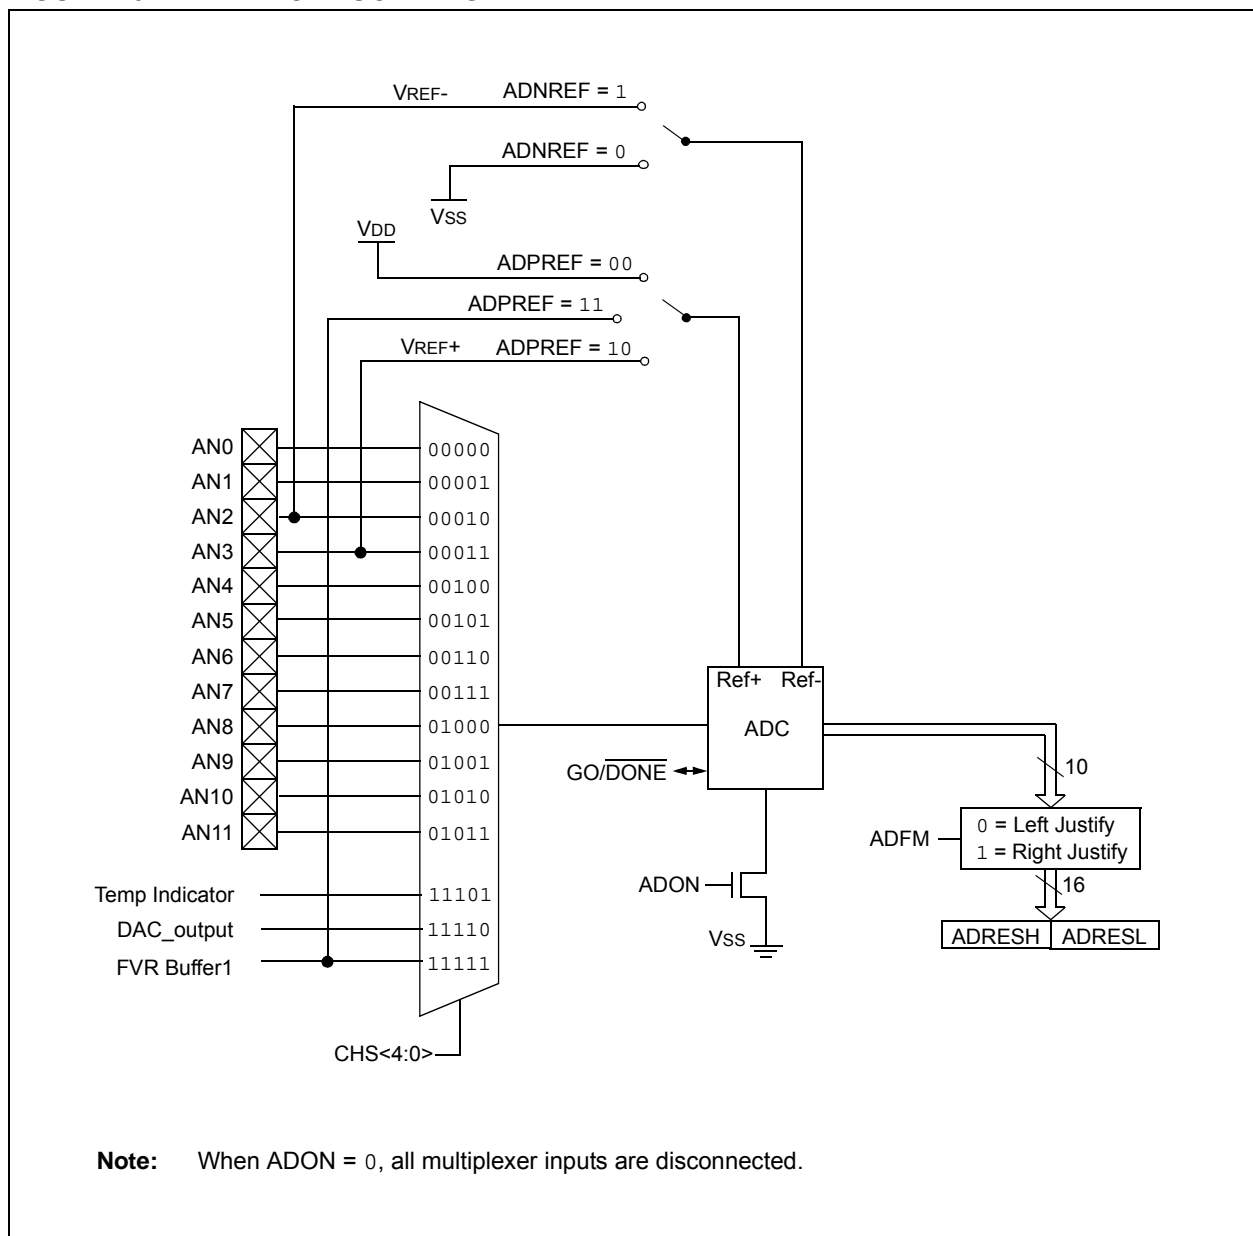 VREF- ADNREF = 1
ADNREF = 0
VSS
VDD
ADPREF = 00
ADPREF = 11
VREF+ ADPREF = 10
AN0 00000
AN1 00001
AN2 00010
AN3 00011
AN4 00100
AN5 00101
AN6 00110
AN7 00111
AN8 01000
AN9 01001
AN10 01010
AN11 01011
Temp Indicator 11101
DAC_output 11110
FVR Buffer1 11111
CHS<4:0>
Ref+ Ref-
ADC
GO/DONE
ADON
VSS
10
ADFM
0 = Left Justify
1 = Right Justify
16
ADRESH ADRESL
Note: When ADON = 0, all multiplexer inputs are disconnected.